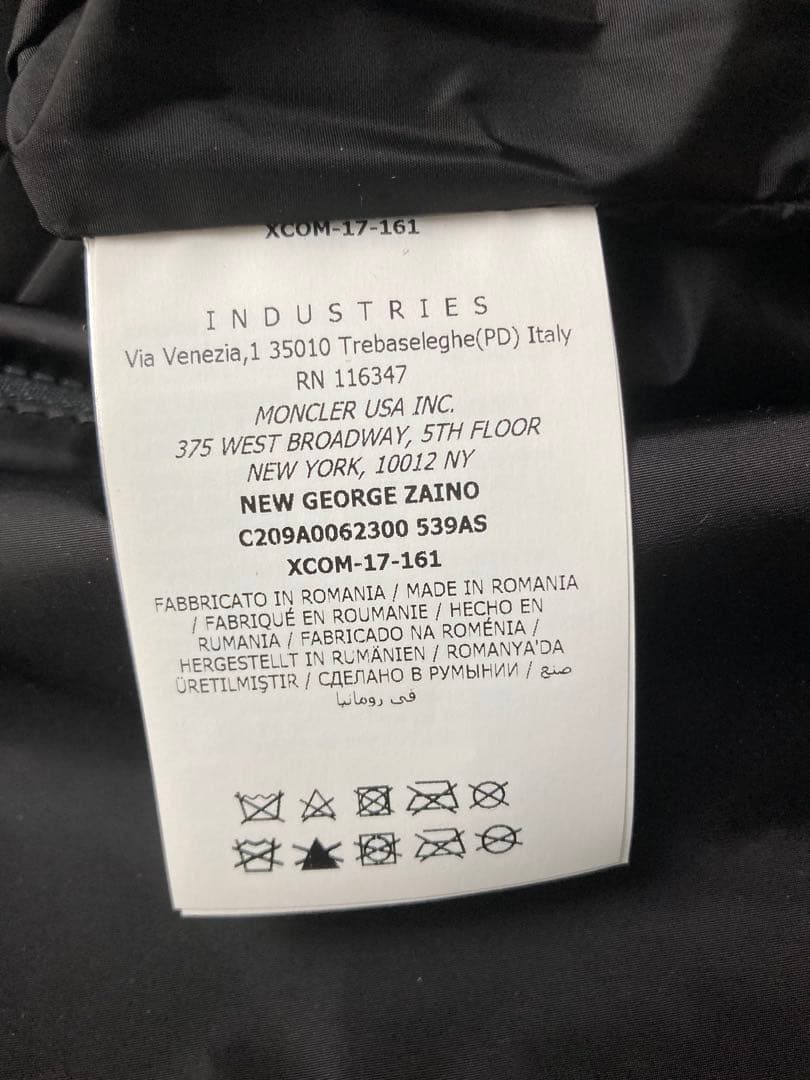 XCOM-17-161
INDUSTRIES
Via Venezia,1 35010 Trebaseleghe(PD) Italy
RN 116347
MONCLER USA INC.
375 WEST BROADWAY, 5TH FLOOR
NEW YORK, 10012 NY
NEW GEORGE ZAINO
C209A0062300 539AS
XCOM-17-161
FABBRICATO IN ROMANIA / MADE IN ROMANIA
/ FABRIQUÉ EN ROUMANIE / HECHO EN
RUMANIA / FABRICADO NA ROMÉNIA /
HERGESTELLT IN RUMÄNIEN / ROMANYA'DA
ÜRETILMIŞTIR / СДЕЛАНО В РУМЫНИИ / صنع
في رومانيا